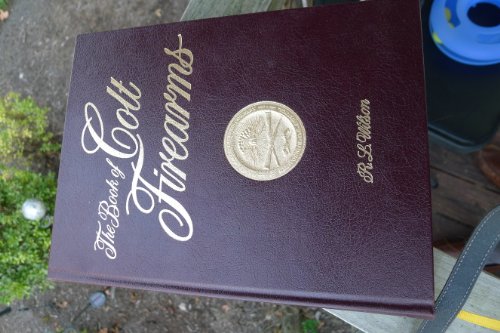 The Book of
Colt
Firearms
R. L. Wilson